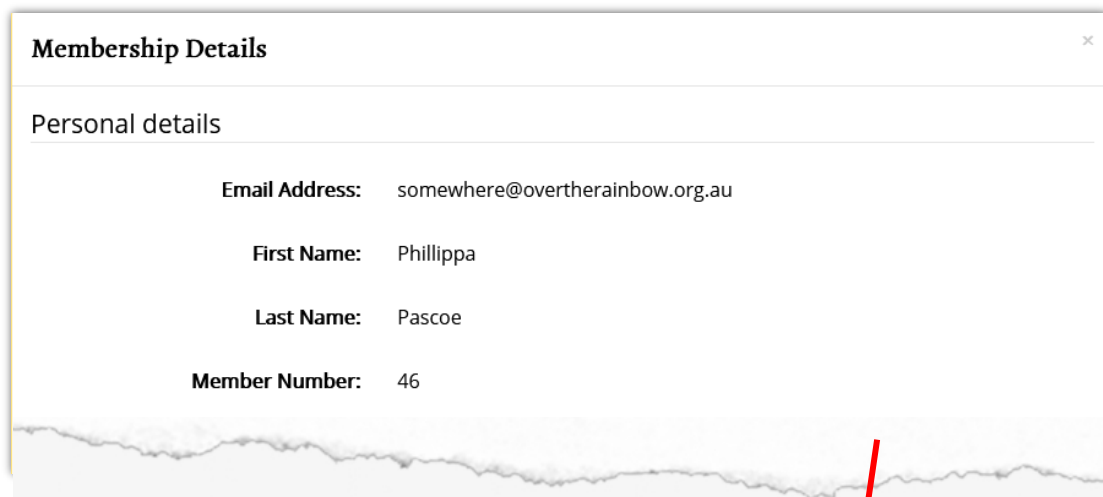 Membership Details ×
Personal details
Email Address: somewhere@overtherainbow.org.au
First Name: Phillippa
Last Name: Pascoe
Member Number: 46